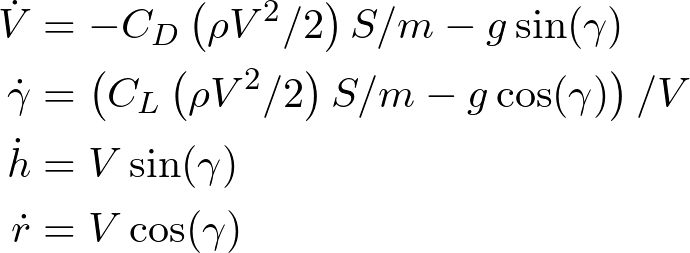 V̇ = −C_D (ρV²/2) S/m − g sin(γ)
γ̇ = (C_L (ρV²/2) S/m − g cos(γ)) /V
ḣ = V sin(γ)
ṙ = V cos(γ)